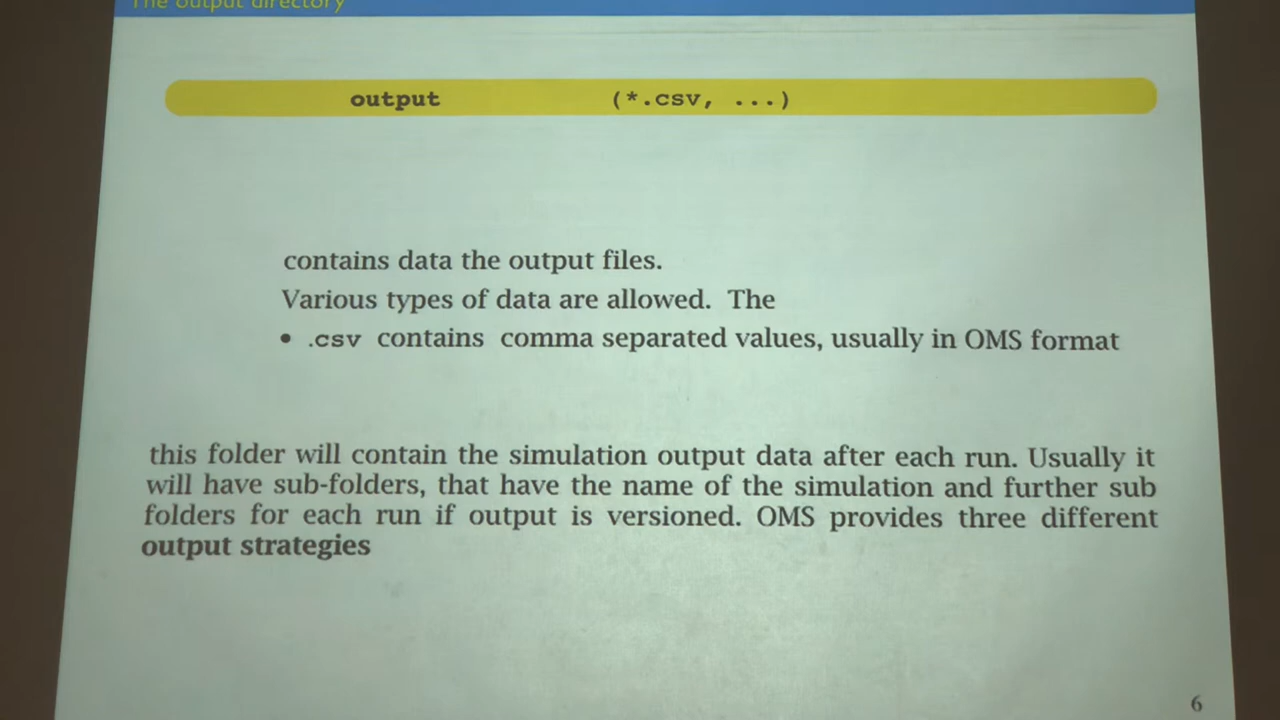 The output directory
output (*.csv, ...)
contains data the output files.
Various types of data are allowed. The
• .csv contains comma separated values, usually in OMS format
this folder will contain the simulation output data after each run. Usually it
will have sub-folders, that have the name of the simulation and further sub
folders for each run if output is versioned. OMS provides three different
output strategies
6